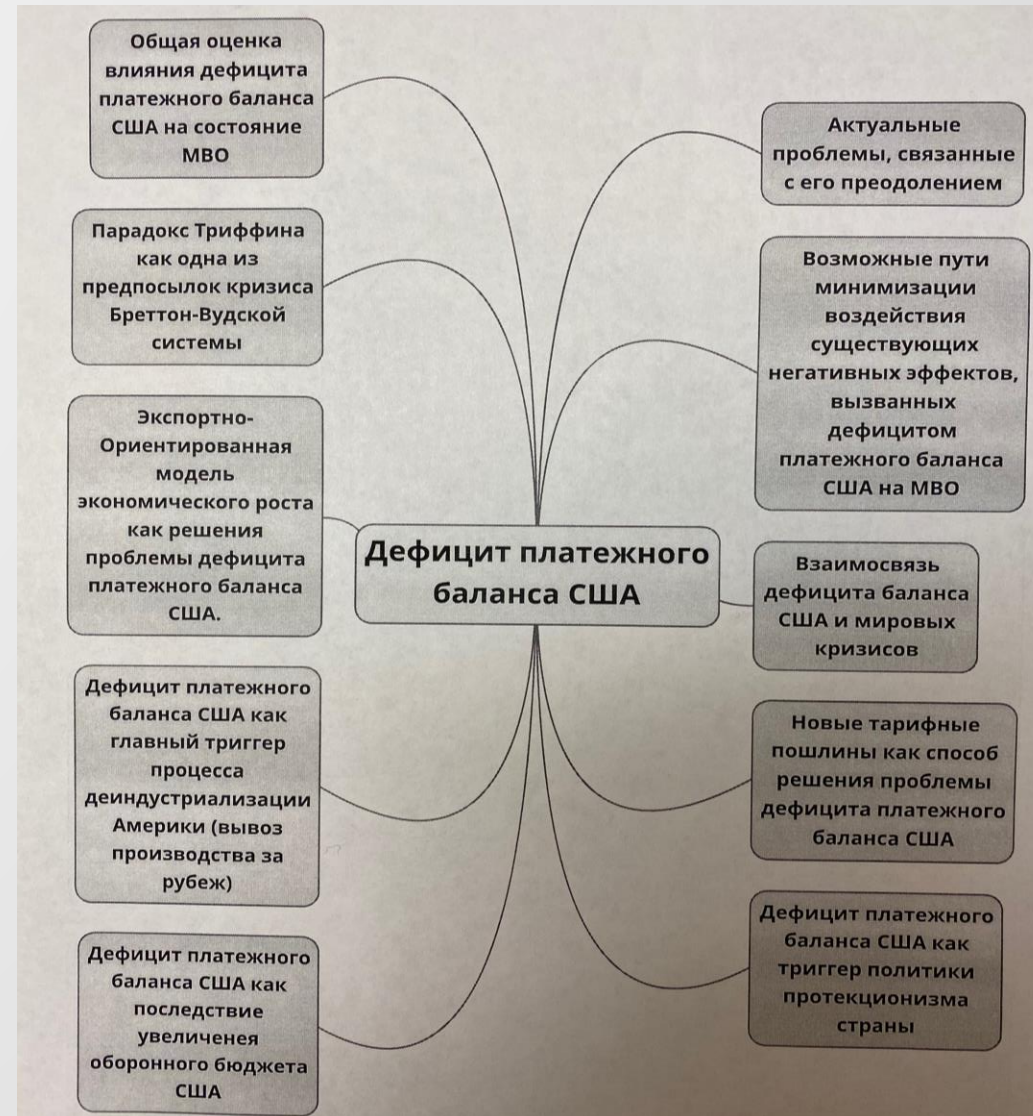 Общая оценка
влияния дефицита
платежного баланса
США на состояние
МВО
Парадокс Триффина
как одна из
предпосылок кризиса
Бреттон-Вудской
системы
Экспортно-
Ориентированная
модель
экономического роста
как решения
проблемы дефицита
платежного баланса
США.
Дефицит платежного
баланса США как
главный триггер
процесса
деиндустриализации
Америки (вывоз
производства за
рубеж)
Дефицит платежного
баланса США как
последствие
увеличенея
оборонного бюджета
США
Дефицит платежного
баланса США
Актуальные
проблемы, связанные
с его преодолением
Возможные пути
минимизации
воздействия
существующих
негативных эффектов,
вызванных
дефицитом
платежного баланса
США на МВО
Взаимосвязь
дефицита баланса
США и мировых
кризисов
Новые тарифные
пошлины как способ
решения проблемы
дефицита платежного
баланса США
Дефицит платежного
баланса США как
триггер политики
протекционизма
страны